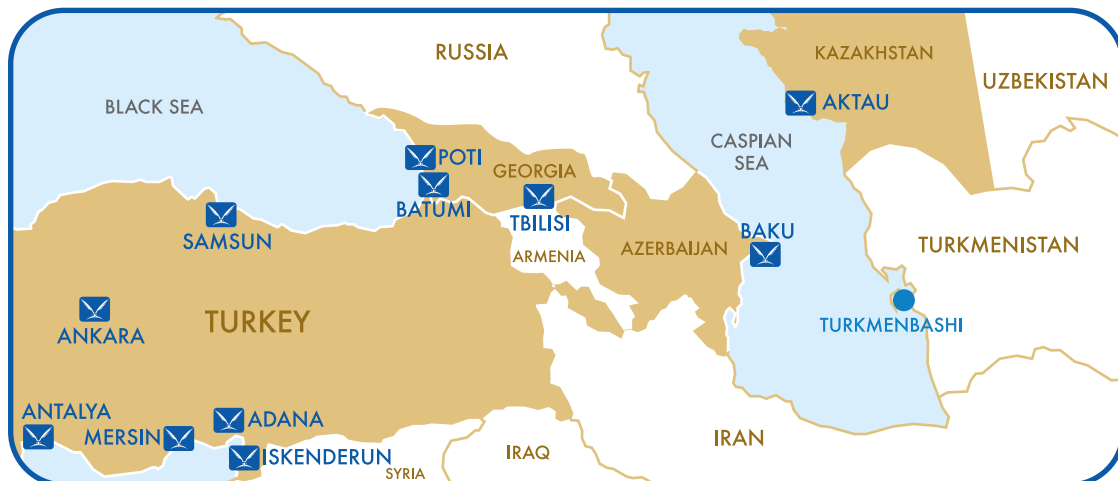 RUSSIA
KAZAKHSTAN
UZBEKISTAN
BLACK SEA
AKTAU
CASPIAN
SEA
POTI
GEORGIA
BATUMI
TBILISI
SAMSUN
BAKU
AZERBAIJAN
ARMENIA
TURKMENISTAN
ANKARA
TURKEY
TURKMENBASHI
ANTALYA
ADANA
MERSIN
ISKENDERUN
SYRIA
IRAQ
IRAN